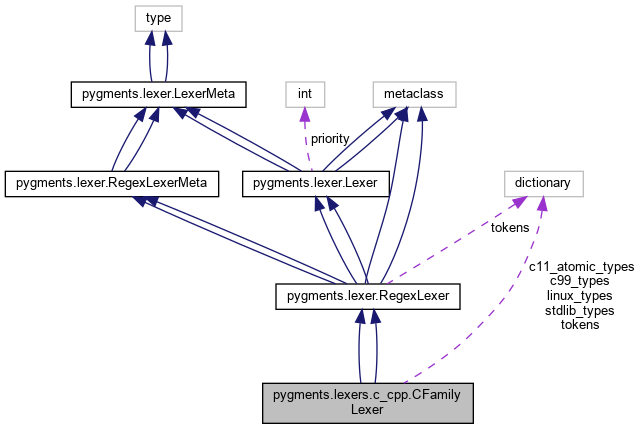 type
pygments.lexer.LexerMeta
int
metaclass
priority
pygments.lexer.RegexLexerMeta
pygments.lexer.Lexer
dictionary
tokens
c11_atomic_types
c99_types
linux_types
stdlib_types
tokens
pygments.lexer.RegexLexer
pygments.lexers.c_cpp.CFamily
Lexer